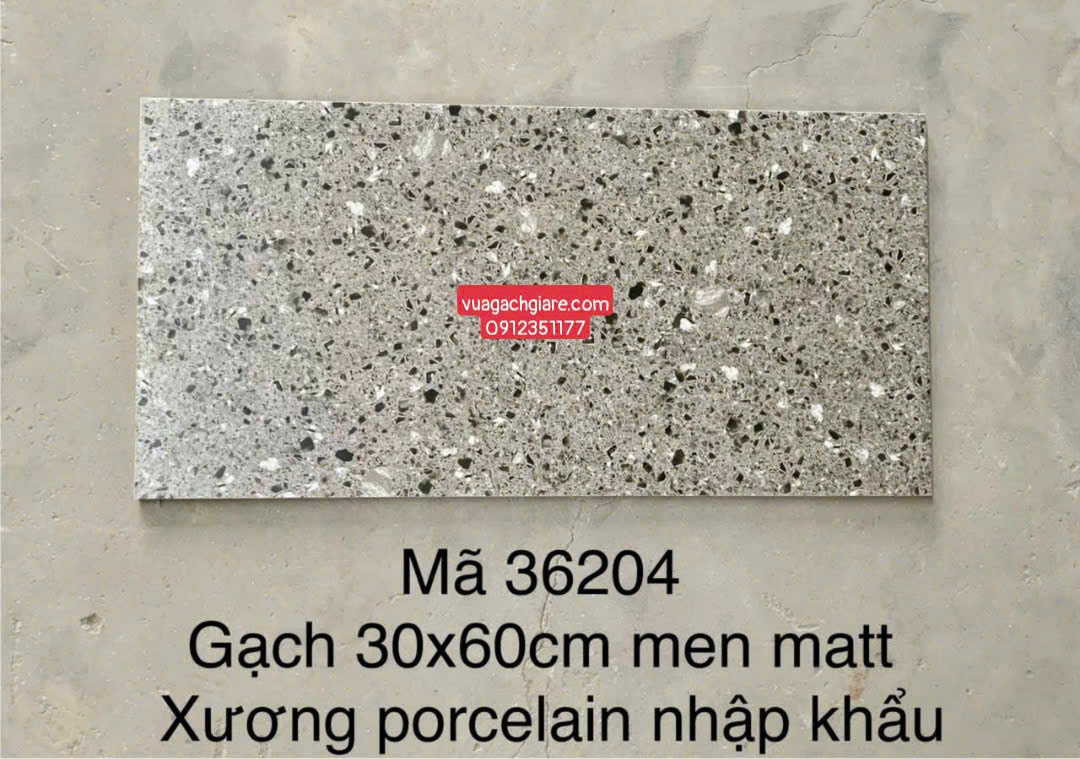 vuagachgiare.com
0912351177
Mã 36204
Gạch 30x60cm men matt
Xương porcelain nhập khẩu